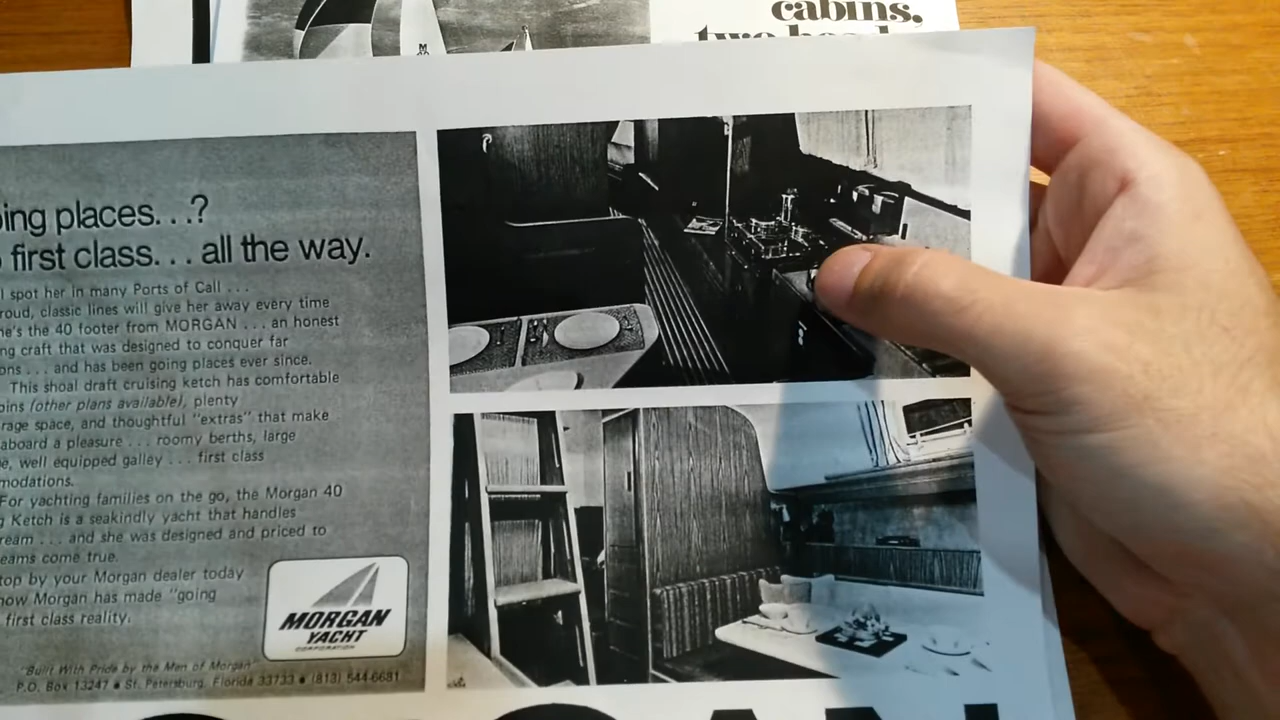 cabins,
two
ing places. . .?
first class. . . all the way.
l spot her in many Ports of Call . . .
roud, classic lines will give her away every time
he's the 40 footer from MORGAN . . . an honest
ng craft that was designed to conquer far
ons . . . and has been going places ever since.
This shoal draft cruising ketch has comfortable
bins (other plans available), plenty
rage space, and thoughtful "extras" that make
aboard a pleasure . . . roomy berths, large
e, well equipped galley . . . first class
modations.
For yachting families on the go, the Morgan 40
g Ketch is a seakindly yacht that handles
ream . . . and she was designed and priced to
eams come true.
top by your Morgan dealer today
how Morgan has made "going
first class reality.
MORGAN
YACHT
CORPORATION
"Built With Pride by the Men of Morgan"
P.O. Box 13247 • St. Petersburg, Florida 33733 • (813) 544-6681